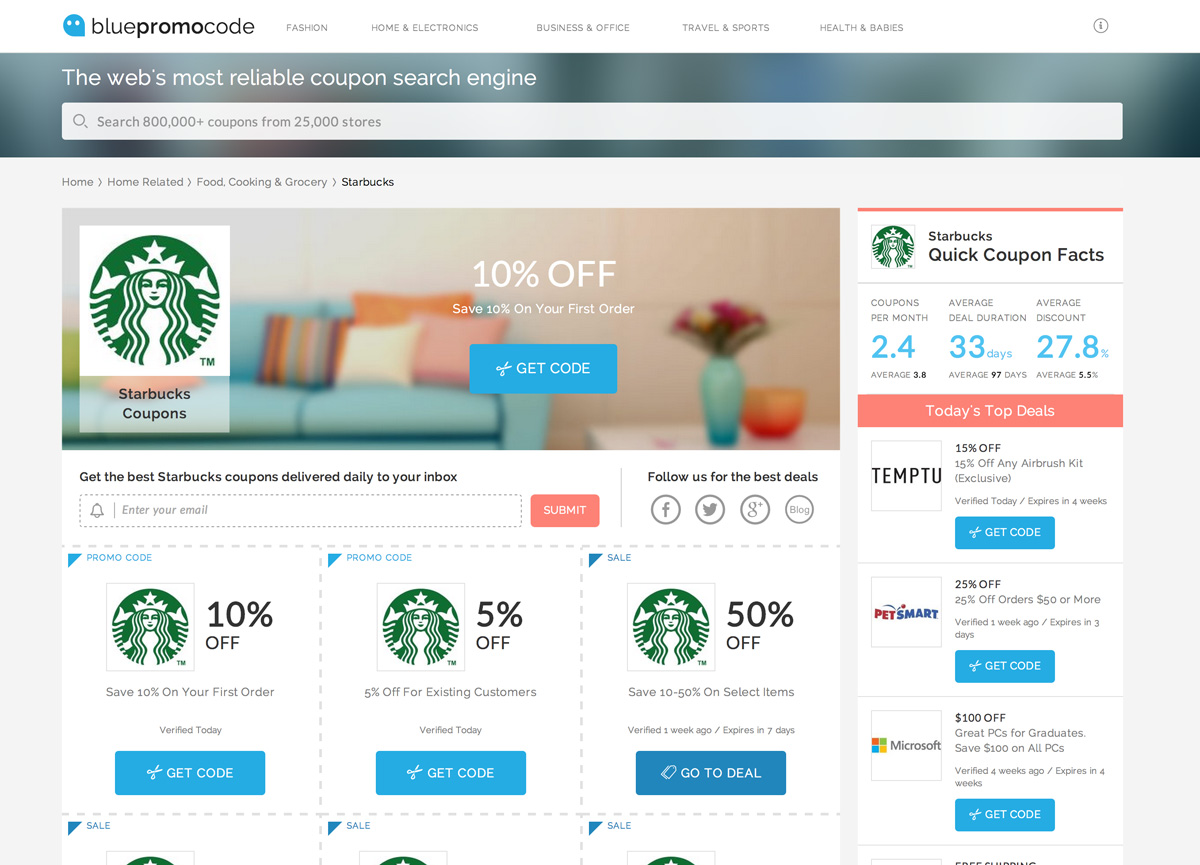 bluepromocode
FASHION
HOME & ELECTRONICS
BUSINESS & OFFICE
TRAVEL & SPORTS
HEALTH & BABIES
The web's most reliable coupon search engine
Search 800,000+ coupons from 25,000 stores
Home > Home Related > Food, Cooking & Grocery > Starbucks
TM
Starbucks
Coupons
10% OFF
Save 10% On Your First Order
GET CODE
Get the best Starbucks coupons delivered daily to your inbox
Enter your email
SUBMIT
Follow us for the best deals
f
g+
Blog
PROMO CODE
TM
10%
OFF
Save 10% On Your First Order
Verified Today
GET CODE
PROMO CODE
TM
5%
OFF
5% Off For Existing Customers
Verified Today
GET CODE
SALE
TM
50%
OFF
Save 10-50% On Select Items
Verified 1 week ago / Expires in 7 days
GO TO DEAL
SALE
SALE
SALE
Starbucks
Quick Coupon Facts
COUPONS
PER MONTH
2.4
AVERAGE 3.8
AVERAGE
DEAL DURATION
33 days
AVERAGE 97 DAYS
AVERAGE
DISCOUNT
27.8%
AVERAGE 5.5%
Today's Top Deals
TEMPTU
15% OFF
15% Off Any Airbrush Kit
(Exclusive)
Verified Today / Expires in 4 weeks
GET CODE
PETSMART
25% OFF
25% Off Orders $50 or More
Verified 1 week ago / Expires in 3
days
GET CODE
Microsoft
$100 OFF
Great PCs for Graduates.
Save $100 on All PCs
Verified 4 weeks ago / Expires in 4
weeks
GET CODE
FREE SHIPPING